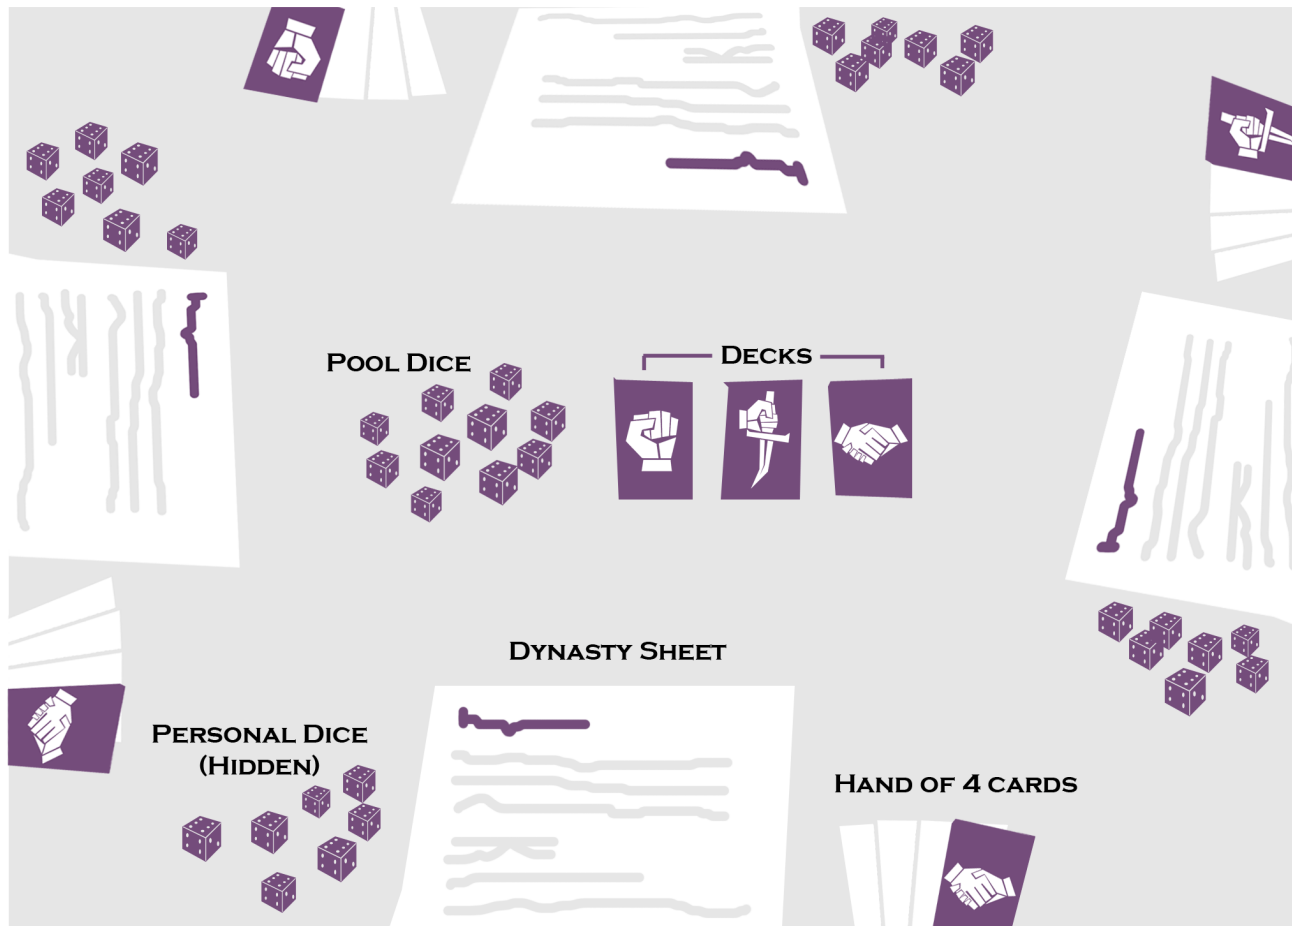 Pool Dice
Decks
Dynasty Sheet
Personal Dice
(Hidden)
Hand of 4 cards